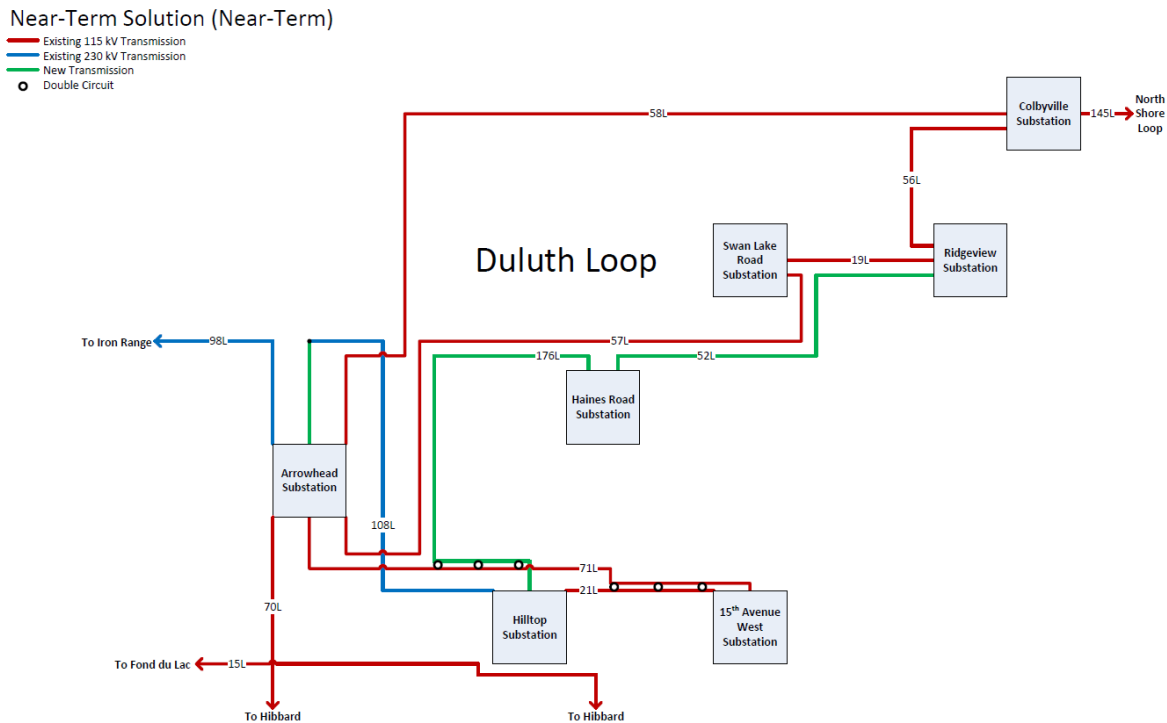 Near-Term Solution (Near-Term)
Existing 115 kV Transmission
Existing 230 kV Transmission
New Transmission
Double Circuit
58L
Colbyville
Substation
145L
North
Shore
Loop
56L
Duluth Loop
Swan Lake
Road
Substation
19L
Ridgeview
Substation
To Iron Range
98L
57L
176L
52L
Haines Road
Substation
Arrowhead
Substation
108L
71L
21L
70L
Hilltop
Substation
15th Avenue
West
Substation
To Fond du Lac
15L
To Hibbard
To Hibbard